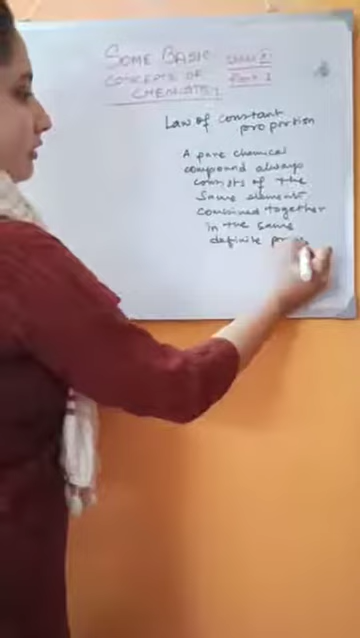 SOME BASIC
CONCEPTS OF
CHEMISTRY
Law of constant
proportion
A pure chemical
compound always
consists of the
same elements
combined together
in the same
definite